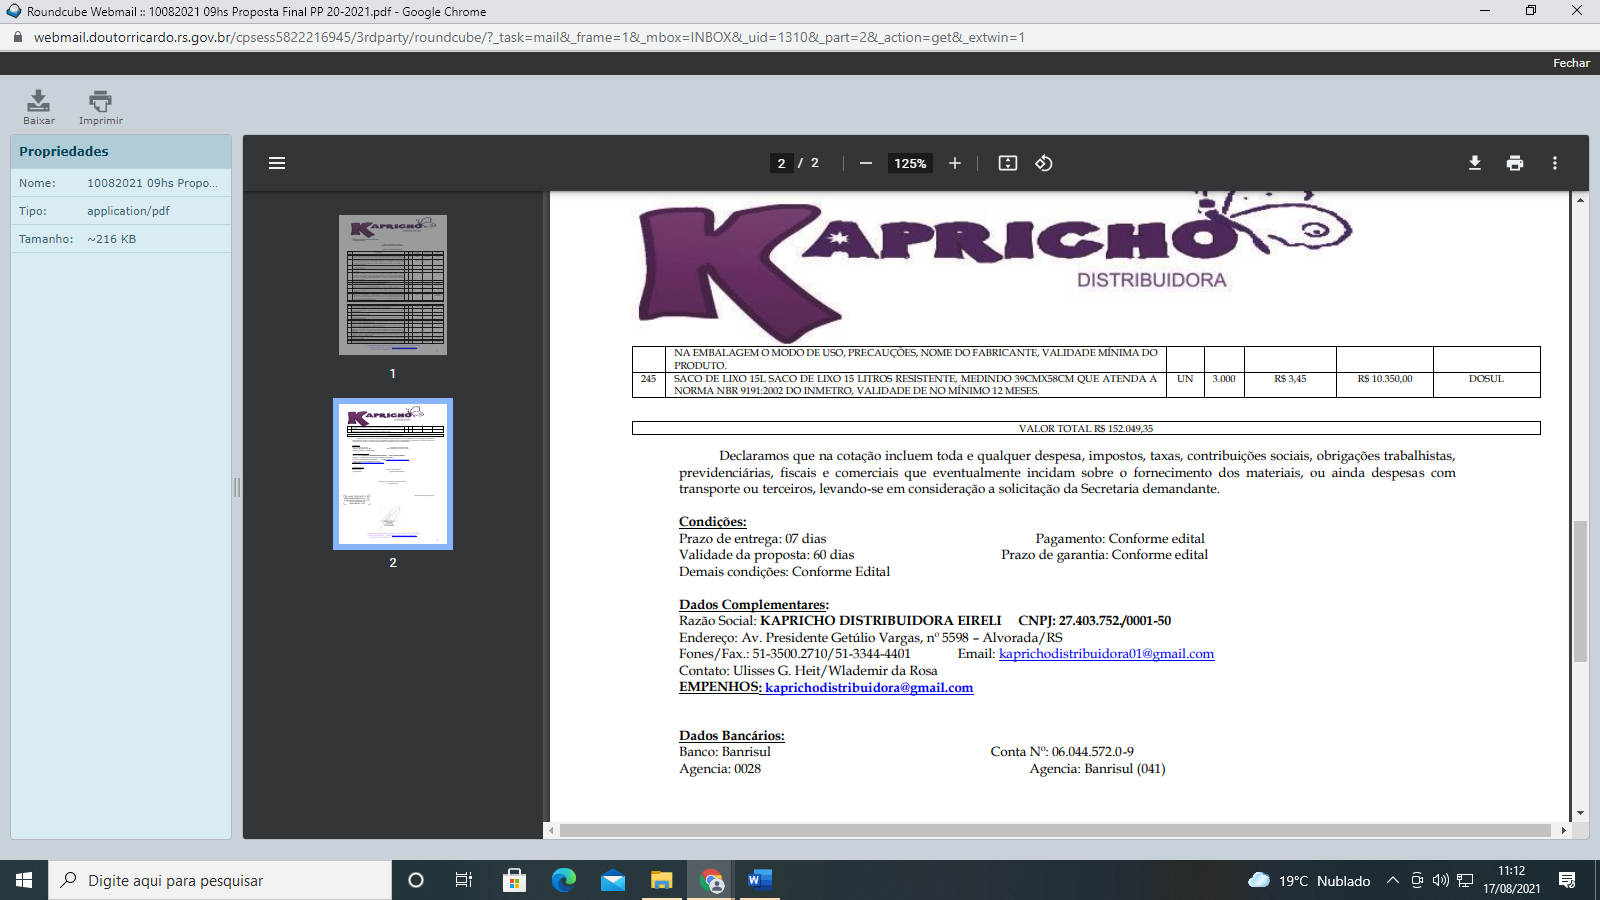 Roundcube Webmail :: 10082021 09hs Proposta Final PP 20-2021.pdf - Google Chrome
webmail.doutorricardo.rs.gov.br/cpsess5822216945/3rdparty/roundcube/?_task=mail&_frame=1&_mbox=INBOX&_uid=1310&_part=2&_action=get&_extwin=1
Fechar
Baixar Imprimir
Propriedades
Nome: 10082021 09hs Propo...
Tipo: application/pdf
Tamanho: ~216 KB
2 / 2 125%
1
2
KAPRICHO
DISTRIBUIDORA
NA EMBALAGEM O MODO DE USO, PRECAUÇÕES, NOME DO FABRICANTE, VALIDADE MÍNIMA DO
PRODUTO.
245 SACO DE LIXO 15L SACO DE LIXO 15 LITROS RESISTENTE, MEDINDO 39CMX58CM QUE ATENDA A UN 3.000 R$ 3,45 R$ 10.350,00 DOSUL
NORMA NBR 9191:2002 DO INMETRO, VALIDADE DE NO MÍNIMO 12 MESES.
VALOR TOTAL R$ 152.049,35
Declaramos que na cotação incluem toda e qualquer despesa, impostos, taxas, contribuições sociais, obrigações trabalhistas,
previdenciárias, fiscais e comerciais que eventualmente incidam sobre o fornecimento dos materiais, ou ainda despesas com
transporte ou terceiros, levando-se em consideração a solicitação da Secretaria demandante.
Condições:
Prazo de entrega: 07 dias Pagamento: Conforme edital
Validade da proposta: 60 dias Prazo de garantia: Conforme edital
Demais condições: Conforme Edital
Dados Complementares:
Razão Social: KAPRICHO DISTRIBUIDORA EIRELI CNPJ: 27.403.752./0001-50
Endereço: Av. Presidente Getúlio Vargas, nº 5598 – Alvorada/RS
Fones/Fax.: 51-3500.2710/51-3344-4401 Email: kaprichodistribuidora01@gmail.com
Contato: Ulisses G. Heit/Wlademir da Rosa
EMPENHOS: kaprichodistribuidora@gmail.com
Dados Bancários:
Banco: Banrisul Conta Nº: 06.044.572.0-9
Agencia: 0028 Agencia: Banrisul (041)
Digite aqui para pesquisar
19°C Nublado
11:12
17/08/2021